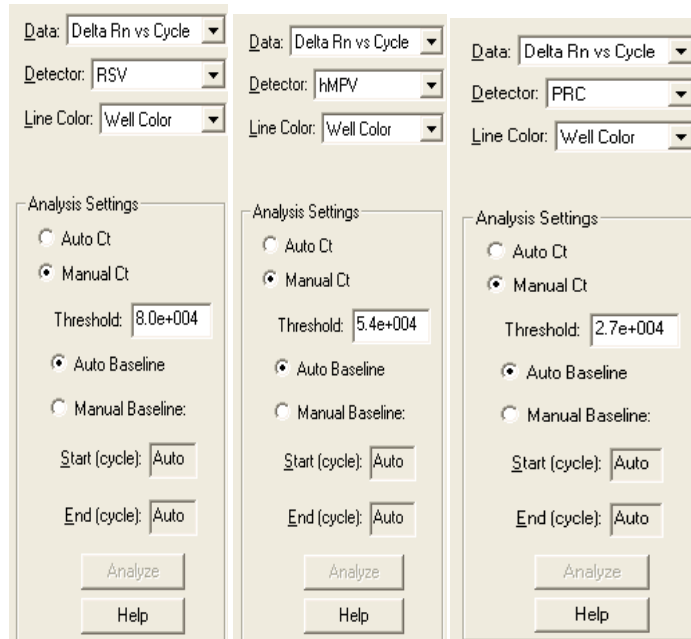 Data: Delta Rn vs Cycle
Detector: RSV
Line Color: Well Color
Analysis Settings
Auto Ct
Manual Ct
Threshold: 8.0e+004
Auto Baseline
Manual Baseline:
Start (cycle): Auto
End (cycle): Auto
Analyze
Help
Data: Delta Rn vs Cycle
Detector: hMPV
Line Color: Well Color
Analysis Settings
Auto Ct
Manual Ct
Threshold: 5.4e+004
Auto Baseline
Manual Baseline:
Start (cycle): Auto
End (cycle): Auto
Analyze
Help
Data: Delta Rn vs Cycle
Detector: PRC
Line Color: Well Color
Analysis Settings
Auto Ct
Manual Ct
Threshold: 2.7e+004
Auto Baseline
Manual Baseline:
Start (cycle): Auto
End (cycle): Auto
Analyze
Help